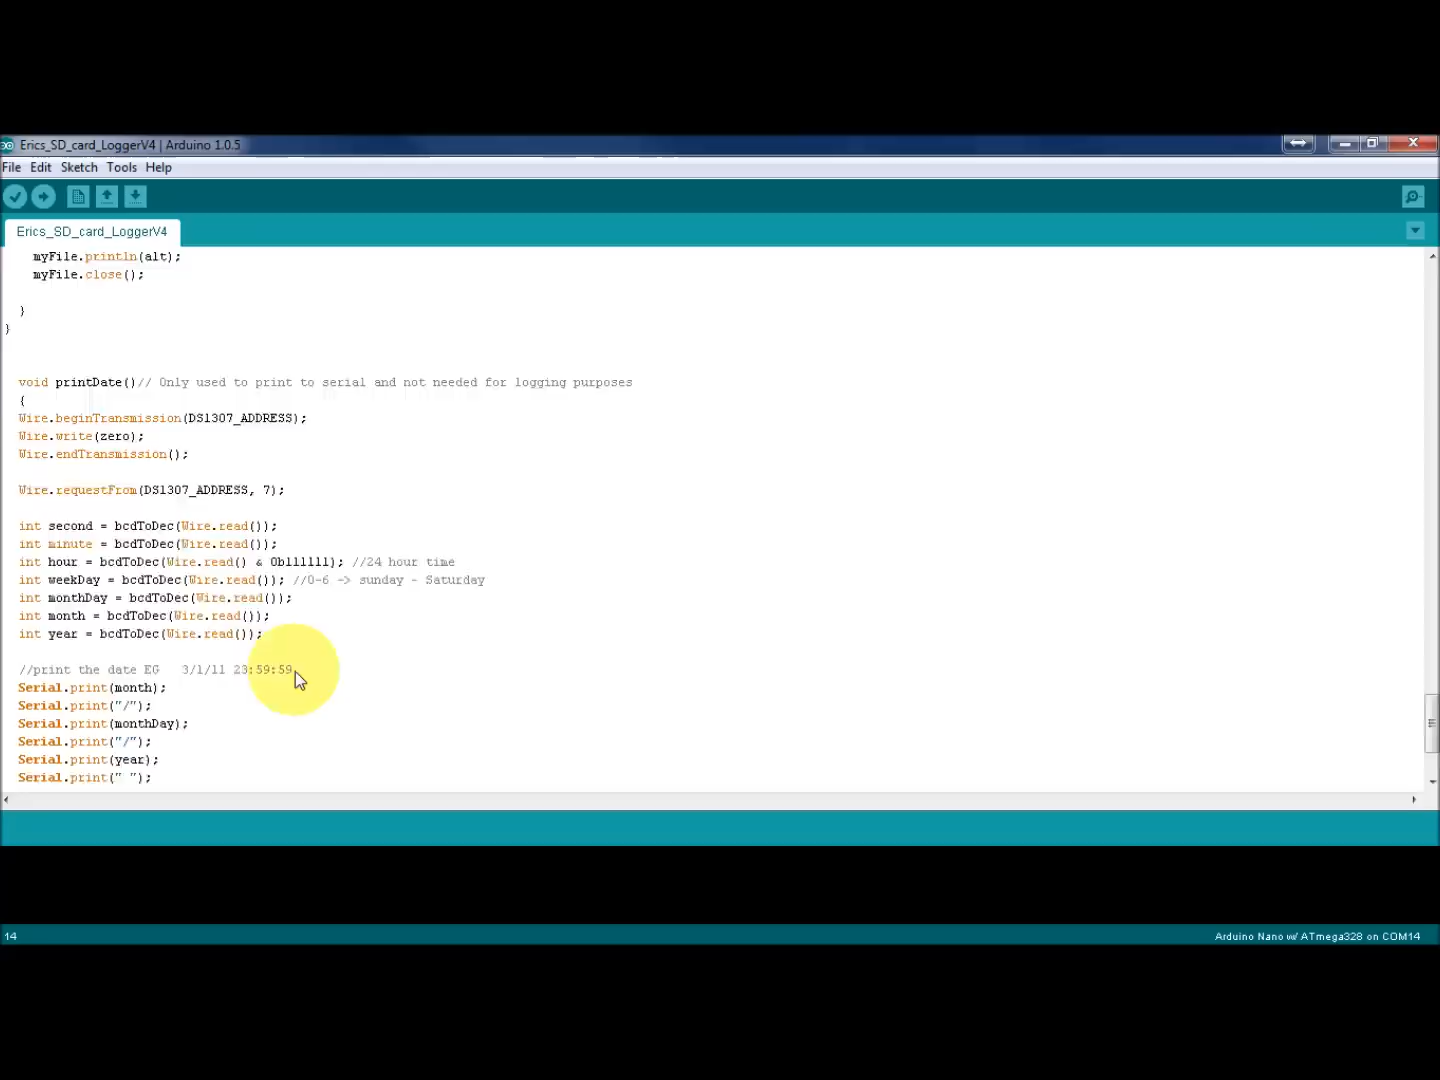 Erics_SD_card_LoggerV4 | Arduino 1.0.5
File Edit Sketch Tools Help
Erics_SD_card_LoggerV4
myFile.println(alt);
myFile.close();
}
}
void printDate()// Only used to print to serial and not needed for logging purposes
{
Wire.beginTransmission(DS1307_ADDRESS);
Wire.write(zero);
Wire.endTransmission();
Wire.requestFrom(DS1307_ADDRESS, 7);
int second = bcdToDec(Wire.read());
int minute = bcdToDec(Wire.read());
int hour = bcdToDec(Wire.read() & 0b111111); //24 hour time
int weekDay = bcdToDec(Wire.read()); //0-6 -> sunday - Saturday
int monthDay = bcdToDec(Wire.read());
int month = bcdToDec(Wire.read());
int year = bcdToDec(Wire.read());
//print the date EG   3/1/11 23:59:59
Serial.print(month);
Serial.print("/");
Serial.print(monthDay);
Serial.print("/");
Serial.print(year);
Serial.print(" ");
14
Arduino Nano w/ ATmega328 on COM14